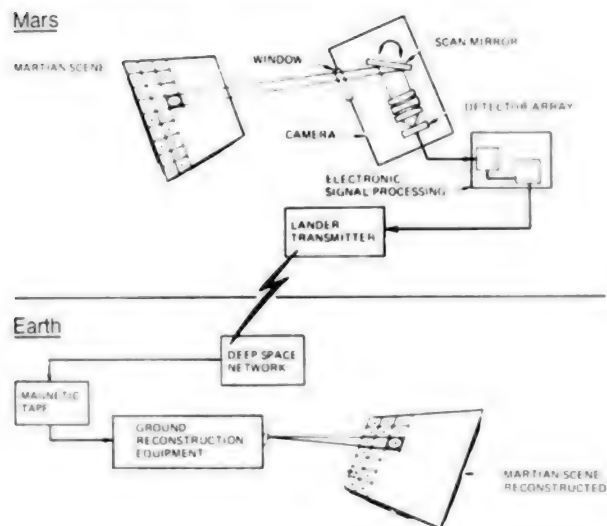 Mars
MARTIAN SCENE
WINDOW
SCAN MIRROR
DETECTOR ARRAY
CAMERA
ELECTRONIC
SIGNAL PROCESSING
LANDER
TRANSMITTER
Earth
DEEP SPACE
NETWORK
MAGNETIC
TAPE
GROUND
RECONSTRUCTION
EQUIPMENT
MARTIAN SCENE
RECONSTRUCTED